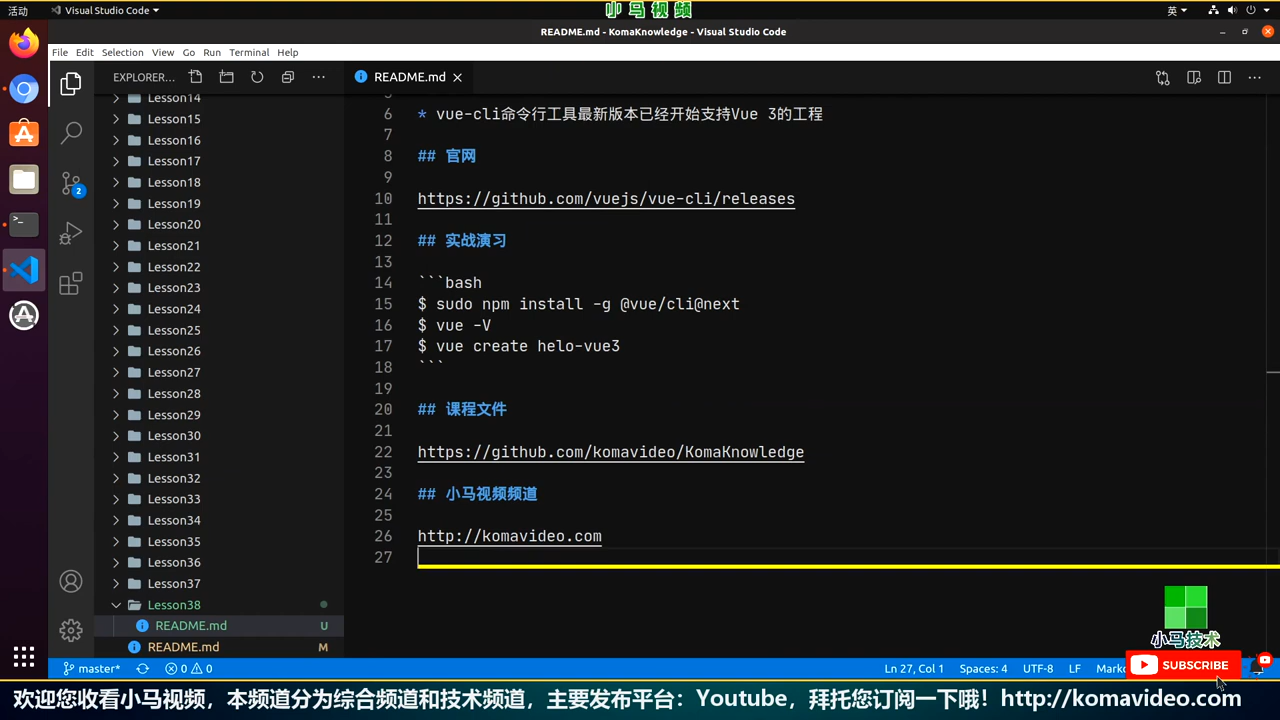 活动
Visual Studio Code
小马视频
英
README.md - KomaKnowledge - Visual Studio Code
File Edit Selection View Go Run Terminal Help
EXPLORER...
README.md
Lesson14
Lesson15
Lesson16
Lesson17
Lesson18
Lesson19
Lesson20
Lesson21
Lesson22
Lesson23
Lesson24
Lesson25
Lesson26
Lesson27
Lesson28
Lesson29
Lesson30
Lesson31
Lesson32
Lesson33
Lesson34
Lesson35
Lesson36
Lesson37
Lesson38
README.md U
README.md M
2
6 * vue-cli命令行工具最新版本已经开始支持Vue 3的工程
7
8 ## 官网
9
10 https://github.com/vuejs/vue-cli/releases
11
12 ## 实战演习
13
14 ```bash
15 $ sudo npm install -g @vue/cli@next
16 $ vue -V
17 $ vue create helo-vue3
18 ```
19
20 ## 课程文件
21
22 https://github.com/komavideo/KomaKnowledge
23
24 ## 小马视频频道
25
26 http://komavideo.com
27
小马技术
SUBSCRIBE
master* 0 0 Ln 27, Col 1 Spaces: 4 UTF-8 LF
欢迎您收看小马视频，本频道分为综合频道和技术频道，主要发布平台：Youtube，拜托您订阅一下哦！http://komavideo.com